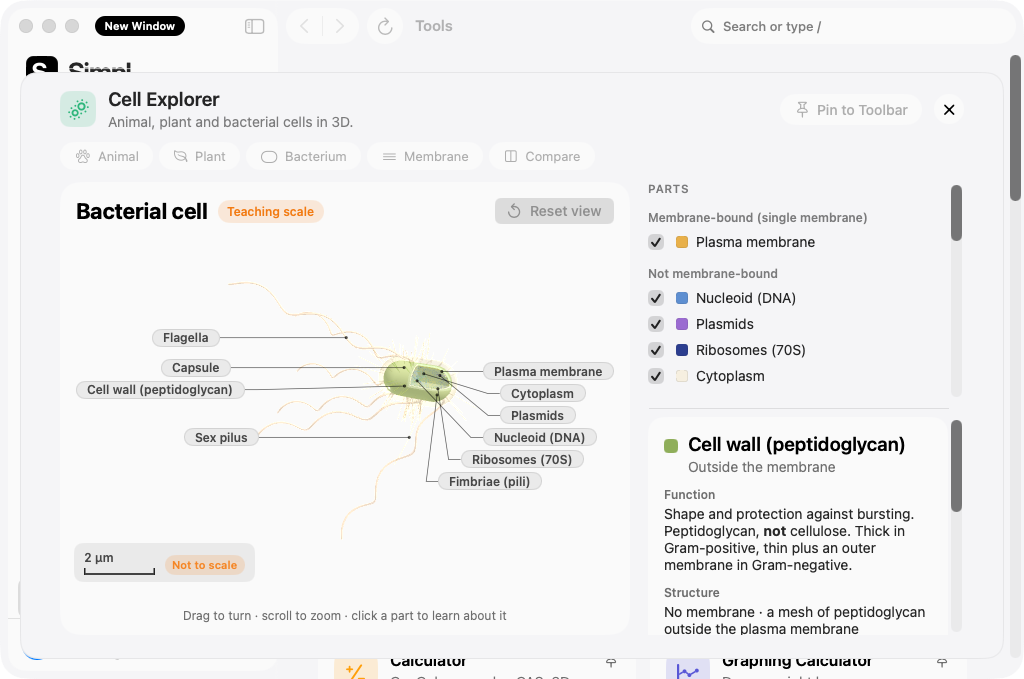 New Window
Tools
Search or type /
Simpl
Cell Explorer
Animal, plant and bacterial cells in 3D.
Pin to Toolbar
Animal
Plant
Bacterium
Membrane
Compare
Bacterial cell
Teaching scale
Reset view
Flagella
Capsule
Cell wall (peptidoglycan)
Sex pilus
Plasma membrane
Cytoplasm
Plasmids
Nucleoid (DNA)
Ribosomes (70S)
Fimbriae (pili)
2 µm
Not to scale
Drag to turn · scroll to zoom · click a part to learn about it
PARTS
Membrane-bound (single membrane)
Plasma membrane
Not membrane-bound
Nucleoid (DNA)
Plasmids
Ribosomes (70S)
Cytoplasm
Cell wall (peptidoglycan)
Outside the membrane
Function
Shape and protection against bursting.
Peptidoglycan, not cellulose. Thick in
Gram-positive, thin plus an outer
membrane in Gram-negative.
Structure
No membrane · a mesh of peptidoglycan
outside the plasma membrane
Calculator
Graphing Calculator